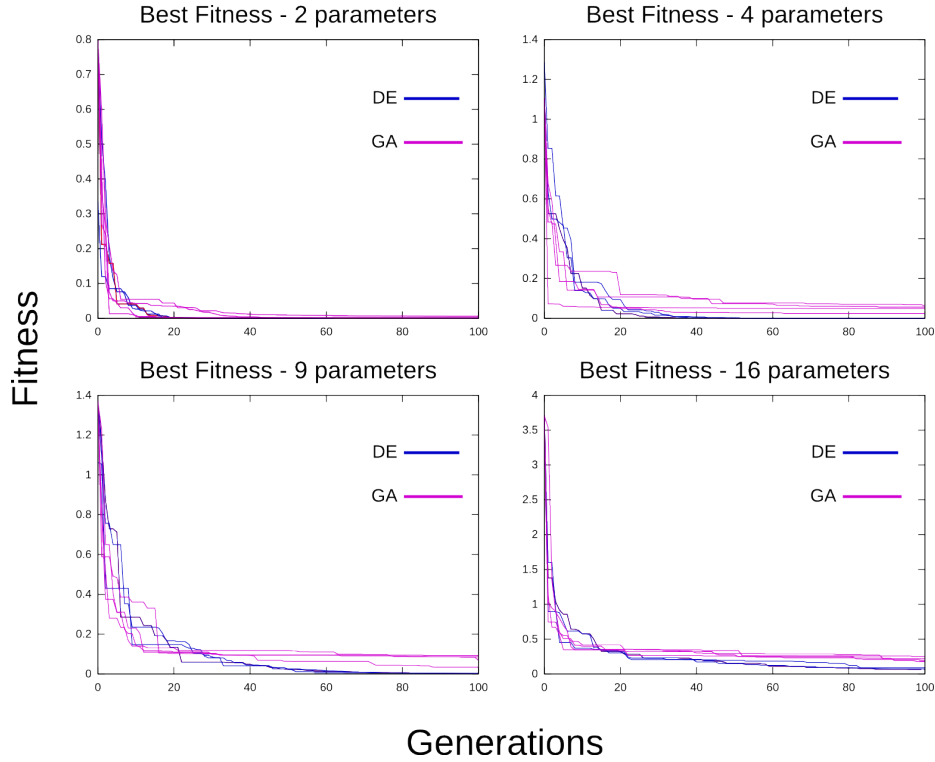 Best Fitness - 2 parameters
0.8
0.7
0.6
0.5
0.4
0.3
0.2
0.1
0
0 20 40 60 80 100
DE
GA
Best Fitness - 4 parameters
1.4
1.2
1
0.8
0.6
0.4
0.2
0
0 20 40 60 80 100
DE
GA
Fitness
Best Fitness - 9 parameters
1.4
1.2
1
0.8
0.6
0.4
0.2
0
0 20 40 60 80 100
DE
GA
Best Fitness - 16 parameters
4
3.5
3
2.5
2
1.5
1
0.5
0
0 20 40 60 80 100
DE
GA
Generations